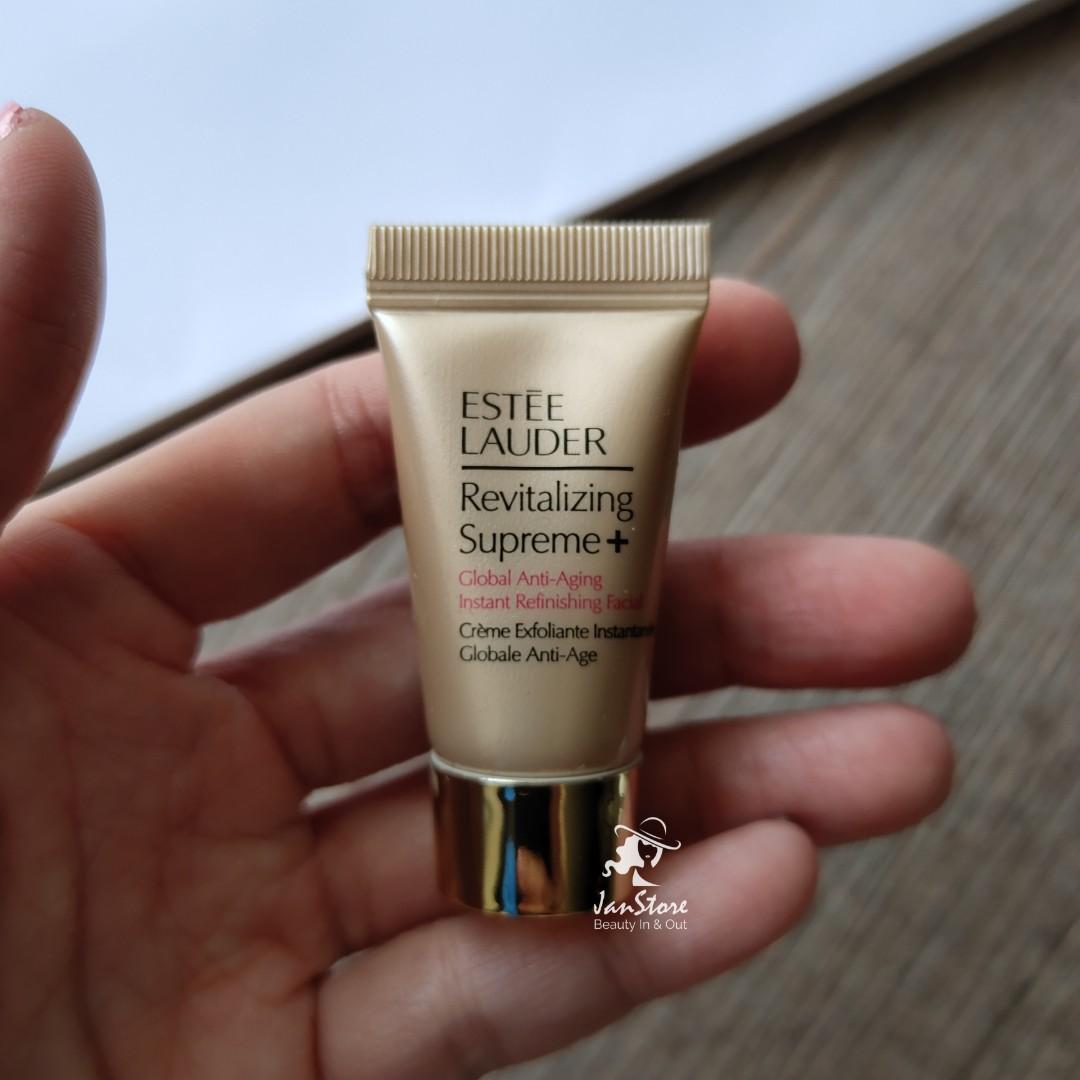 ESTĒE
LAUDER
Revitalizing
Supreme+
Global Anti-Aging
Instant Refinishing Facial
Crème Exfoliante Instantanée
Globale Anti-Age
JanStore
Beauty In & Out